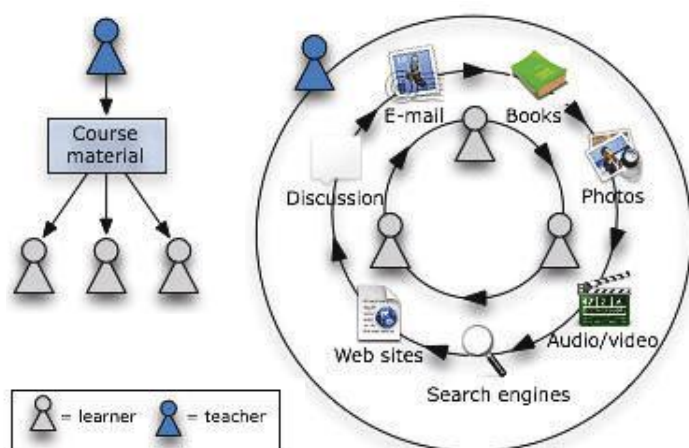 Course
material
E-mail
Books
Discussion
Photos
Web sites
Audio/video
Search engines
= learner
= teacher